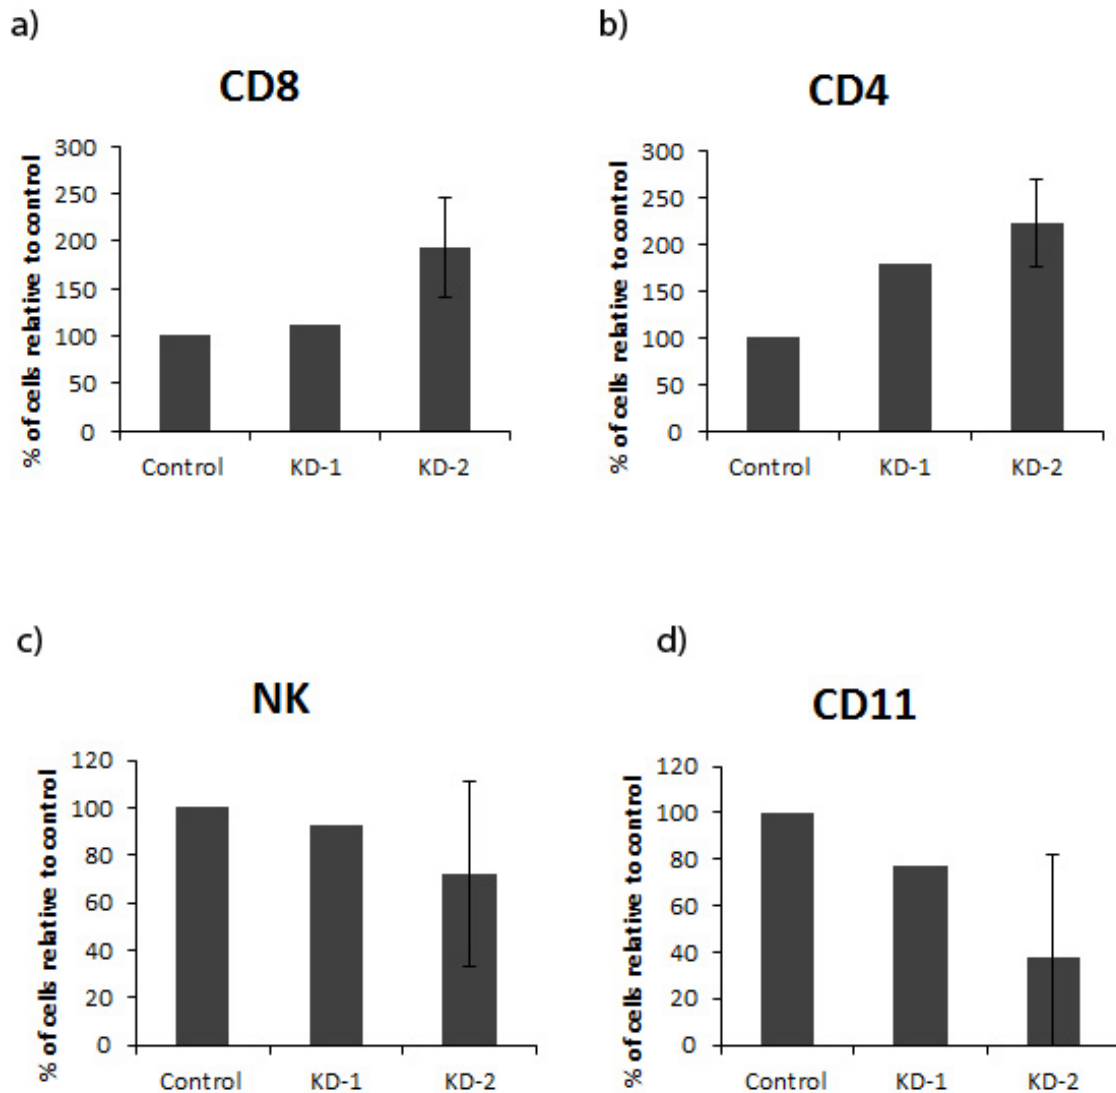 a)
CD8
% of cells relative to control
300
250
200
150
100
50
0
Control KD-1 KD-2
b)
CD4
% of cells relative to control
300
250
200
150
100
50
0
Control KD-1 KD-2
c)
NK
% of cells relative to control
120
100
80
60
40
20
0
Control KD-1 KD-2
d)
CD11
% of cells relative to control
120
100
80
60
40
20
0
Control KD-1 KD-2